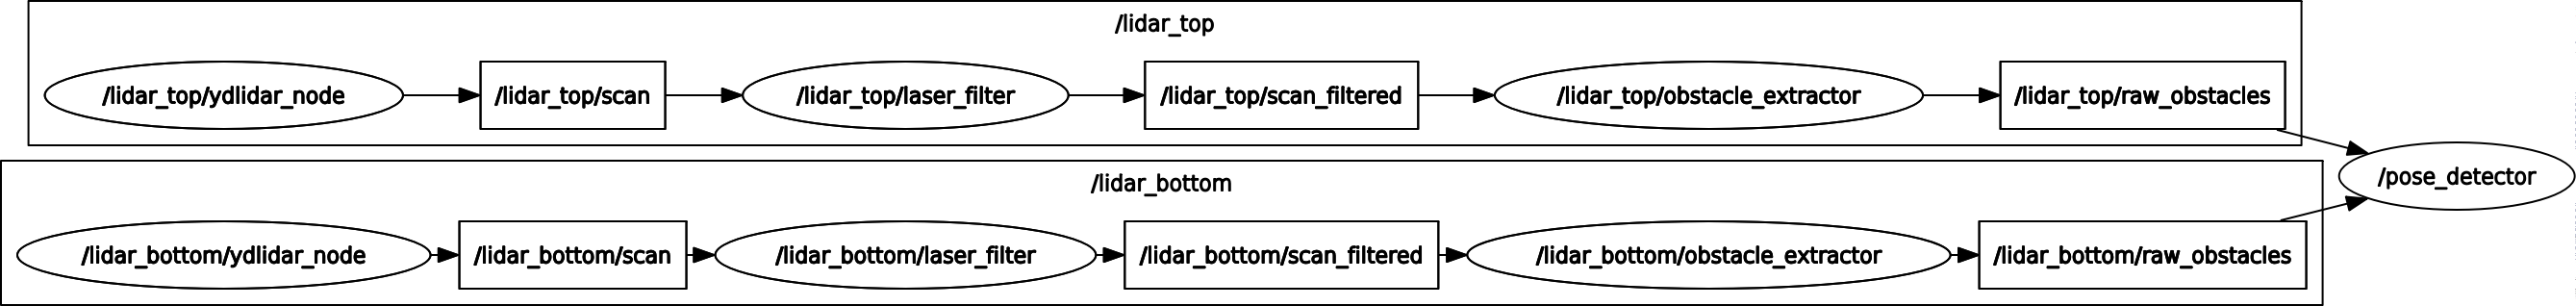 /lidar_top
/lidar_top/ydlidar_node
/lidar_top/scan
/lidar_top/laser_filter
/lidar_top/scan_filtered
/lidar_top/obstacle_extractor
/lidar_top/raw_obstacles
/pose_detector
/lidar_bottom
/lidar_bottom/ydlidar_node
/lidar_bottom/scan
/lidar_bottom/laser_filter
/lidar_bottom/scan_filtered
/lidar_bottom/obstacle_extractor
/lidar_bottom/raw_obstacles